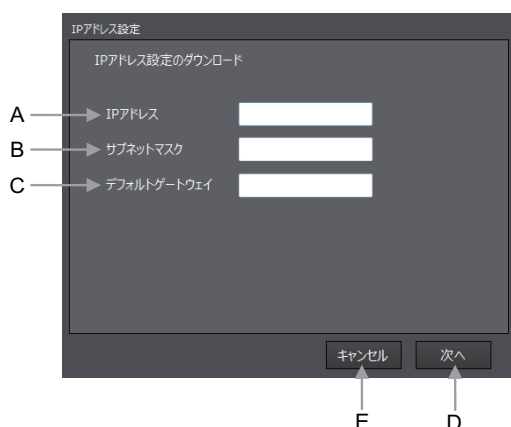 IPアドレス設定
IPアドレス設定のダウンロード
A IPアドレス
B サブネットマスク
C デフォルトゲートウェイ
キャンセル 次へ
E D